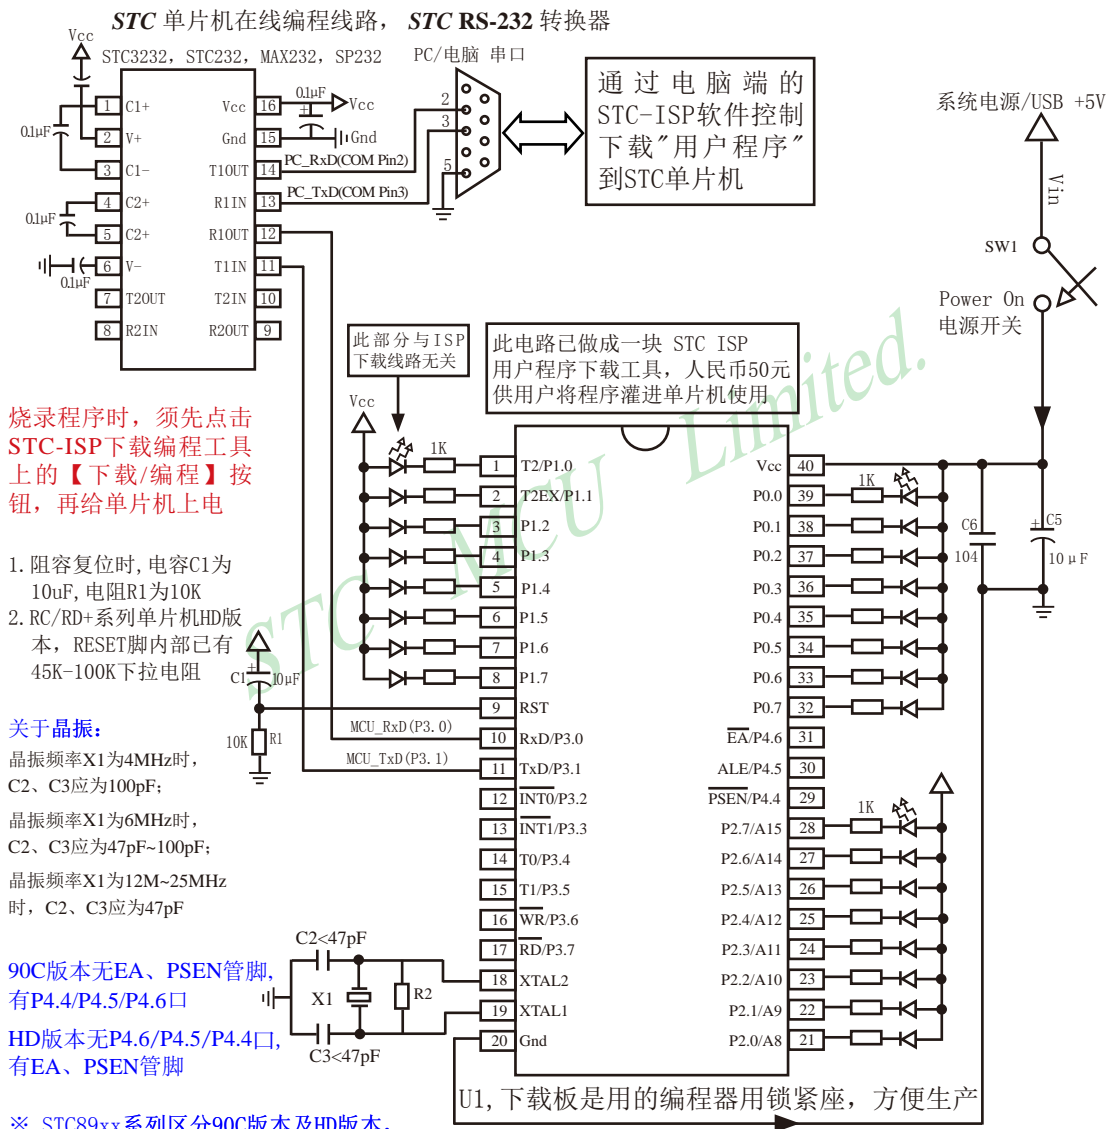 STC 单片机在线编程线路， STC RS-232 转换器
Vcc
STC3232，STC232，MAX232，SP232
PC/电脑 串口
1 C1+
2 V+
3 C1-
4 C2+
5 C2+
6 V-
7 T2OUT
8 R2IN
Vcc 16
Gnd 15
T1OUT 14
R1IN 13
R1OUT 12
T1IN 11
T2IN 10
R2OUT 9
0.1μF
0.1μF
0.1μF
0.1μF
Vcc
Gnd
PC_RxD(COM Pin2)
PC_TxD(COM Pin3)
2
3
5
通过电脑端的
STC-ISP软件控制
下载"用户程序"
到STC单片机
系统电源/USB +5V
Vin
SW1
Power On
电源开关
此部分与ISP
下载线路无关
此电路已做成一块 STC ISP
用户程序下载工具，人民币50元
供用户将程序灌进单片机使用
烧录程序时，须先点击
STC-ISP下载编程工具
上的【下载/编程】按
钮，再给单片机上电
1.阻容复位时,电容C1为
10uF,电阻R1为10K
2.RC/RD+系列单片机HD版
本，RESET脚内部已有
45K-100K下拉电阻
关于晶振：
晶振频率X1为4MHz时，
C2、C3应为100pF；
晶振频率X1为6MHz时，
C2、C3应为47pF~100pF；
晶振频率X1为12M~25MHz
时，C2、C3应为47pF
90C版本无EA、PSEN管脚,
有P4.4/P4.5/P4.6口
HD版本无P4.6/P4.5/P4.4口,
有EA、PSEN管脚
※ STC89xx系列区分90C版本及HD版本，
Vcc
1K
1 T2/P1.0
2 T2EX/P1.1
3 P1.2
4 P1.3
5 P1.4
6 P1.5
7 P1.6
8 P1.7
9 RST
10 RxD/P3.0
11 TxD/P3.1
12 INT0/P3.2
13 INT1/P3.3
14 T0/P3.4
15 T1/P3.5
16 WR/P3.6
17 RD/P3.7
18 XTAL2
19 XTAL1
20 Gnd
Vcc 40
P0.0 39
P0.1 38
P0.2 37
P0.3 36
P0.4 35
P0.5 34
P0.6 33
P0.7 32
EA/P4.6 31
ALE/P4.5 30
PSEN/P4.4 29
P2.7/A15 28
P2.6/A14 27
P2.5/A13 26
P2.4/A12 25
P2.3/A11 24
P2.2/A10 23
P2.1/A9 22
P2.0/A8 21
1K
1K
C6
104
+ C5
10μF
+
C1 10μF
10K R1
MCU_RxD(P3.0)
MCU_TxD(P3.1)
C2<47pF
X1
R2
C3<47pF
U1,下载板是用的编程器用锁紧座，方便生产
STC MCU Limited.